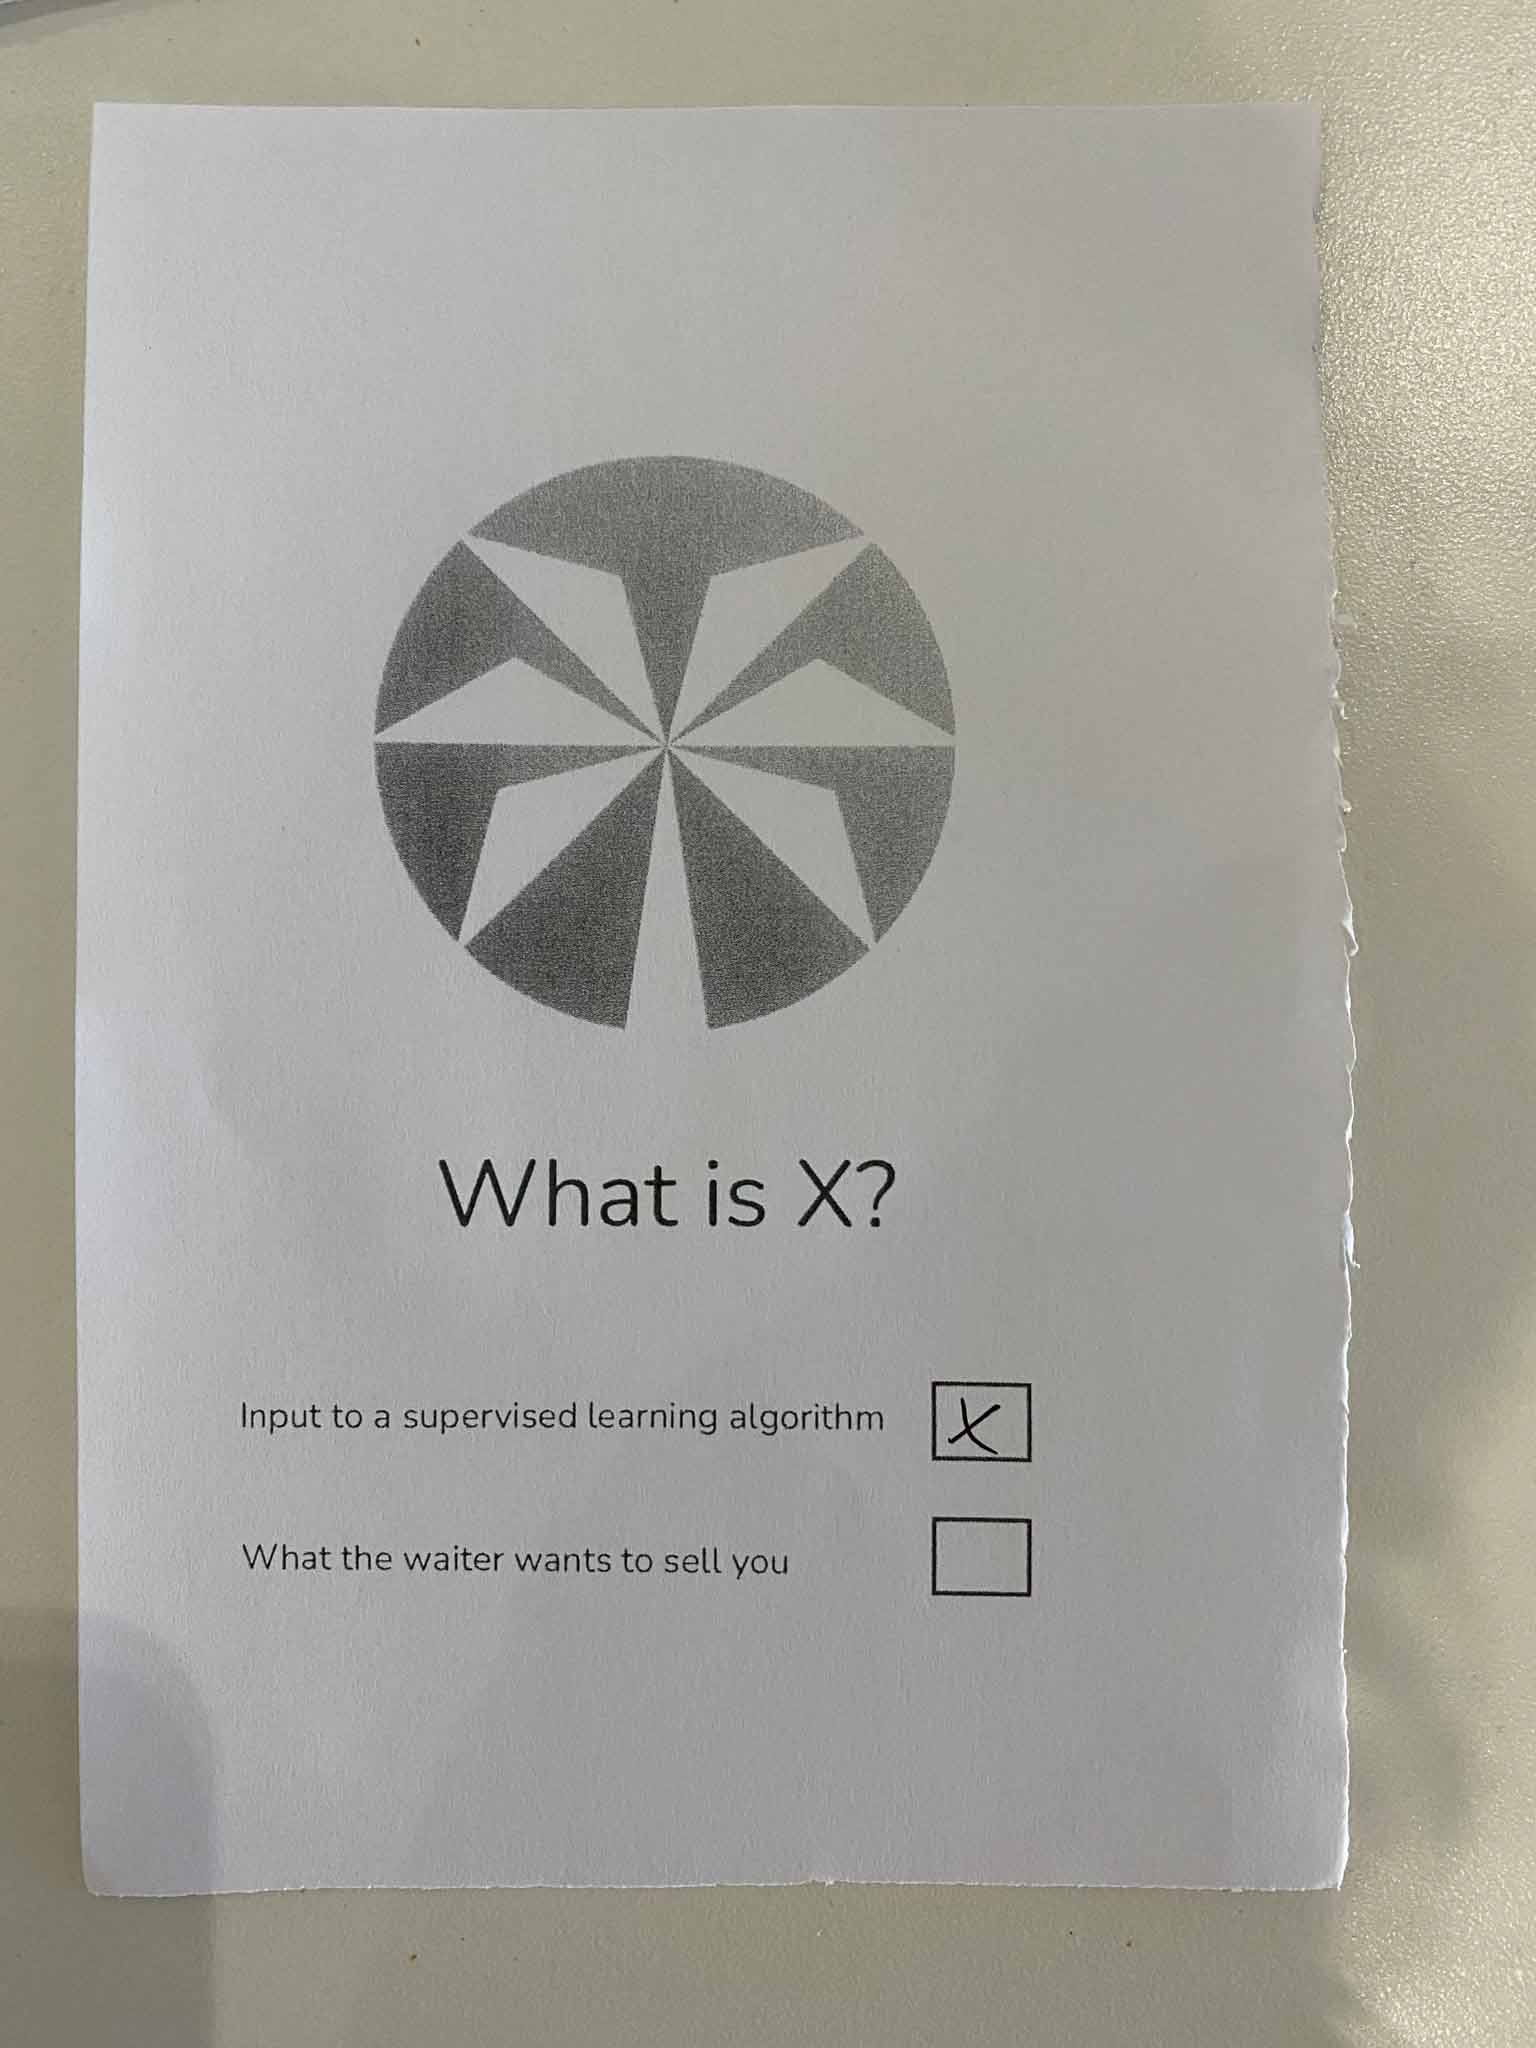 What is X?
Input to a supervised learning algorithm X
What the waiter wants to sell you